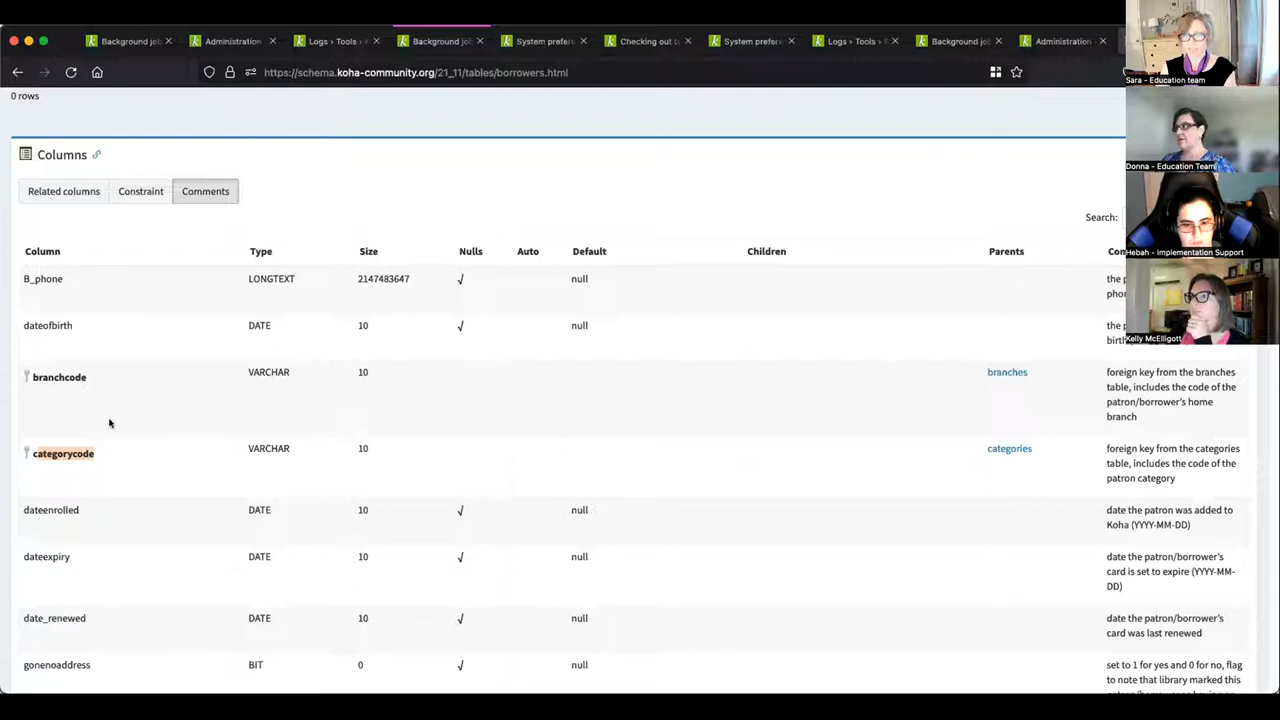 Background jo
Administration
Logs › Tools › K
Background jo
System prefere
Checking out to
System prefere
Logs › Tools › K
Background jo
Administration
https://schema.koha-community.org/21_11/tables/borrowers.html
Sara - Education team
Donna - Education Team
Hebah - Implementation Support
Kelly McElligott
0 rows
Columns
Related columns Constraint Comments
Search:
Column Type Size Nulls Auto Default Children Parents Con
B_phone LONGTEXT 2147483647 √ null the p
phon
dateofbirth DATE 10 √ null the p
birth
branchcode VARCHAR 10 branches foreign key from the branches
table, includes the code of the
patron/borrower’s home
branch
categorycode VARCHAR 10 categories foreign key from the categories
table, includes the code of the
patron category
dateenrolled DATE 10 √ null date the patron was added to
Koha (YYYY-MM-DD)
dateexpiry DATE 10 √ null date the patron/borrower’s
card is set to expire (YYYY-MM-
DD)
date_renewed DATE 10 √ null date the patron/borrower’s
card was last renewed
gonenoaddress BIT 0 √ null set to 1 for yes and 0 for no, flag
to note that library marked this